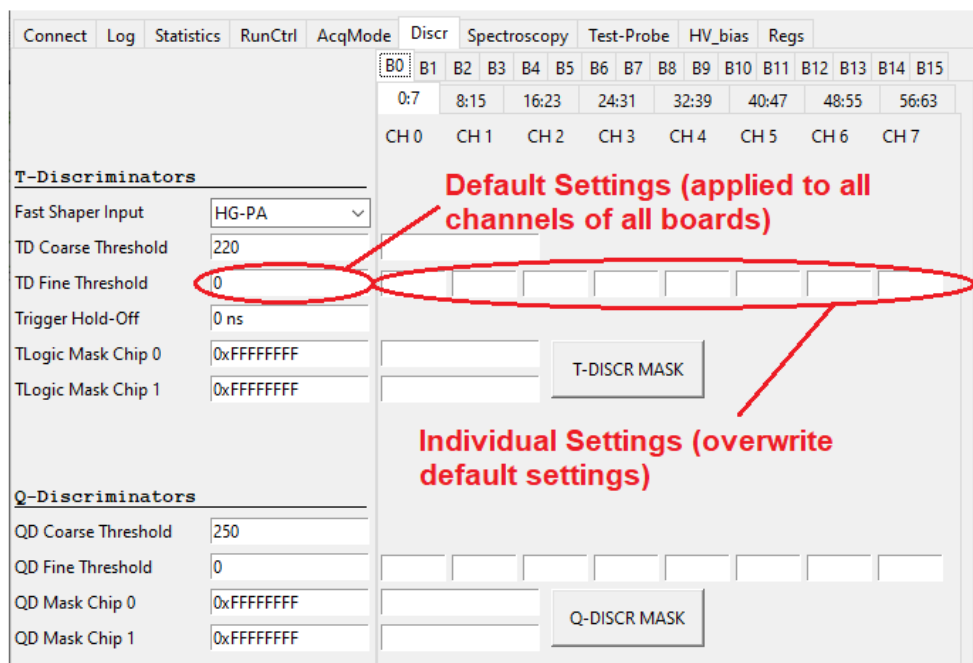 Connect Log Statistics RunCtrl AcqMode Discr Spectroscopy Test-Probe HV_bias Regs
B0 B1 B2 B3 B4 B5 B6 B7 B8 B9 B10 B11 B12 B13 B14 B15
0:7 8:15 16:23 24:31 32:39 40:47 48:55 56:63
CH 0 CH 1 CH 2 CH 3 CH 4 CH 5 CH 6 CH 7
T-Discriminators
Default Settings (applied to all
channels of all boards)
Fast Shaper Input HG-PA
TD Coarse Threshold 220
TD Fine Threshold 0
Trigger Hold-Off 0 ns
TLogic Mask Chip 0 0xFFFFFFFF
T-DISCR MASK
TLogic Mask Chip 1 0xFFFFFFFF
Individual Settings (overwrite
default settings)
Q-Discriminators
QD Coarse Threshold 250
QD Fine Threshold 0
QD Mask Chip 0 0xFFFFFFFF
Q-DISCR MASK
QD Mask Chip 1 0xFFFFFFFF